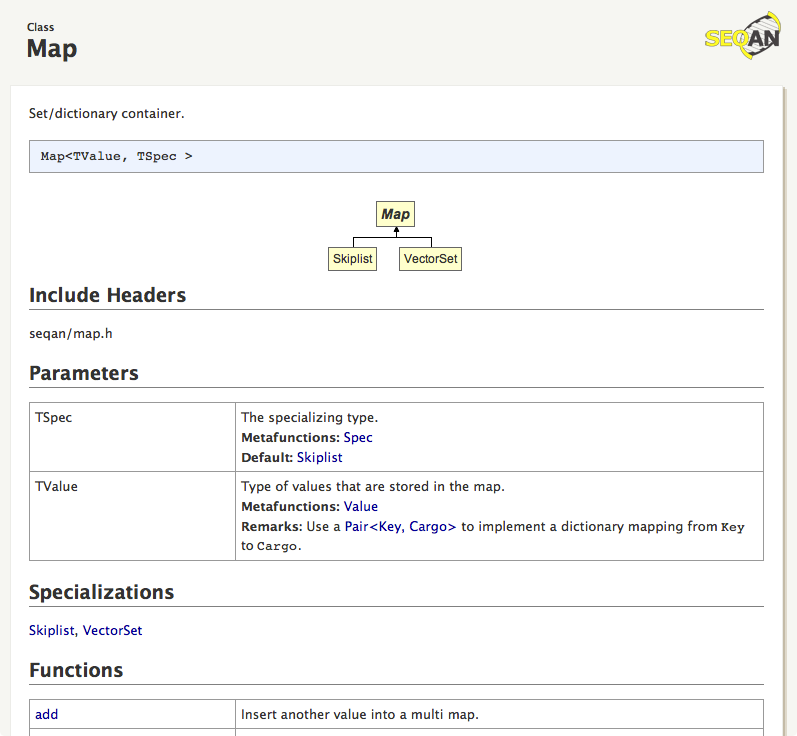 Class
Map
SEQAN
Set/dictionary container.
Map<TValue, TSpec >
Map
Skiplist VectorSet
Include Headers
seqan/map.h
Parameters
TSpec The specializing type.
Metafunctions: Spec
Default: Skiplist
TValue Type of values that are stored in the map.
Metafunctions: Value
Remarks: Use a Pair<Key, Cargo> to implement a dictionary mapping from Key
to Cargo.
Specializations
Skiplist, VectorSet
Functions
add Insert another value into a multi map.